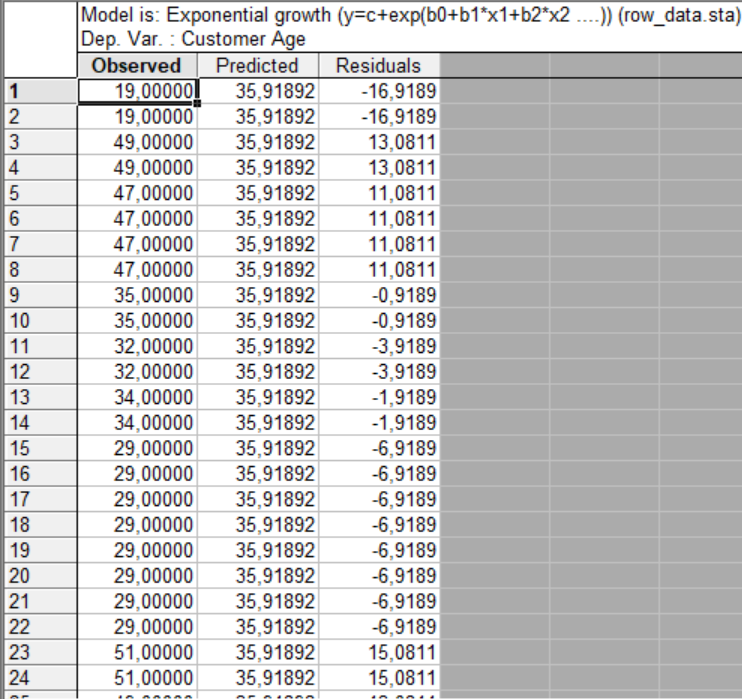 Model is: Exponential growth (y=c+exp(b0+b1*x1+b2*x2 ....)) (row_data.sta)
Dep. Var. : Customer Age
Observed Predicted Residuals
1 19,00000 35,91892 -16,9189
2 19,00000 35,91892 -16,9189
3 49,00000 35,91892 13,0811
4 49,00000 35,91892 13,0811
5 47,00000 35,91892 11,0811
6 47,00000 35,91892 11,0811
7 47,00000 35,91892 11,0811
8 47,00000 35,91892 11,0811
9 35,00000 35,91892 -0,9189
10 35,00000 35,91892 -0,9189
11 32,00000 35,91892 -3,9189
12 32,00000 35,91892 -3,9189
13 34,00000 35,91892 -1,9189
14 34,00000 35,91892 -1,9189
15 29,00000 35,91892 -6,9189
16 29,00000 35,91892 -6,9189
17 29,00000 35,91892 -6,9189
18 29,00000 35,91892 -6,9189
19 29,00000 35,91892 -6,9189
20 29,00000 35,91892 -6,9189
21 29,00000 35,91892 -6,9189
22 29,00000 35,91892 -6,9189
23 51,00000 35,91892 15,0811
24 51,00000 35,91892 15,0811